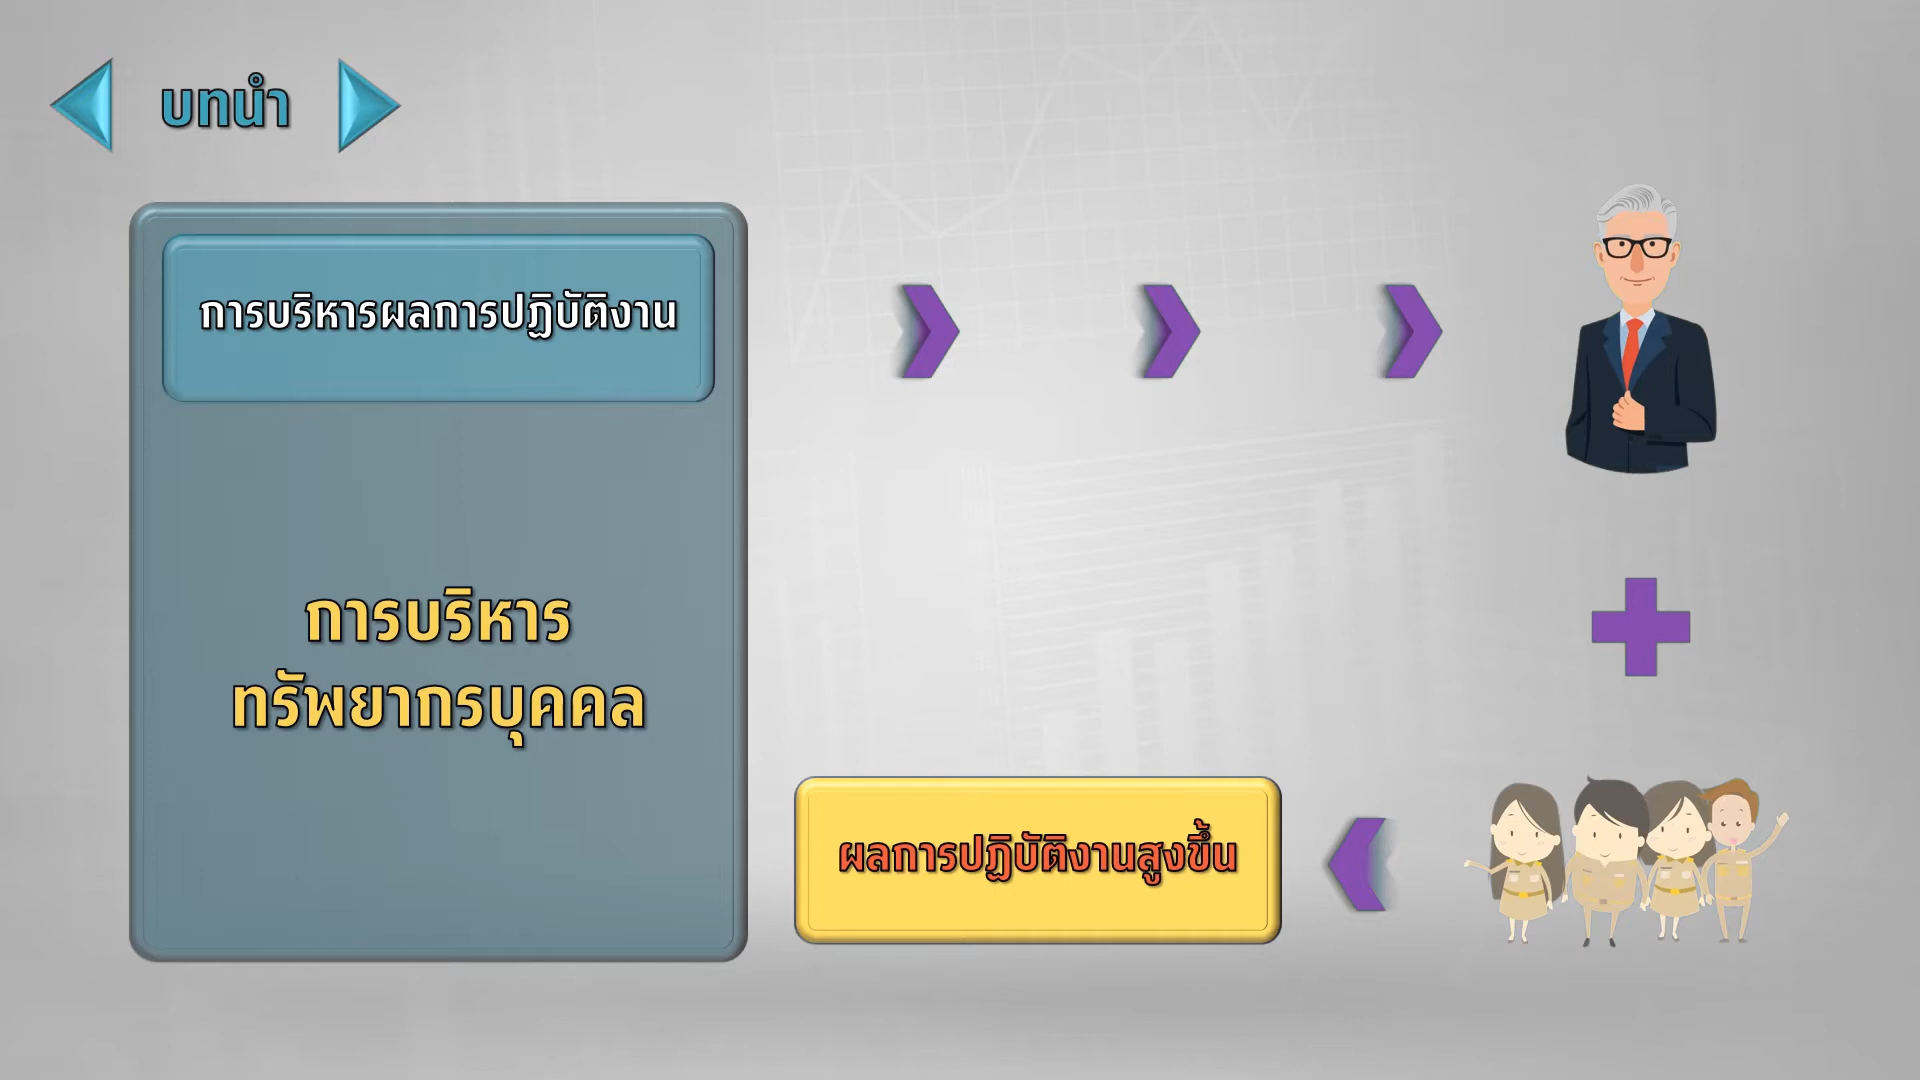 บทนำ
การบริหารผลการปฏิบัติงาน
การบริหาร
ทรัพยากรบุคคล
ผลการปฏิบัติงานสูงขึ้น